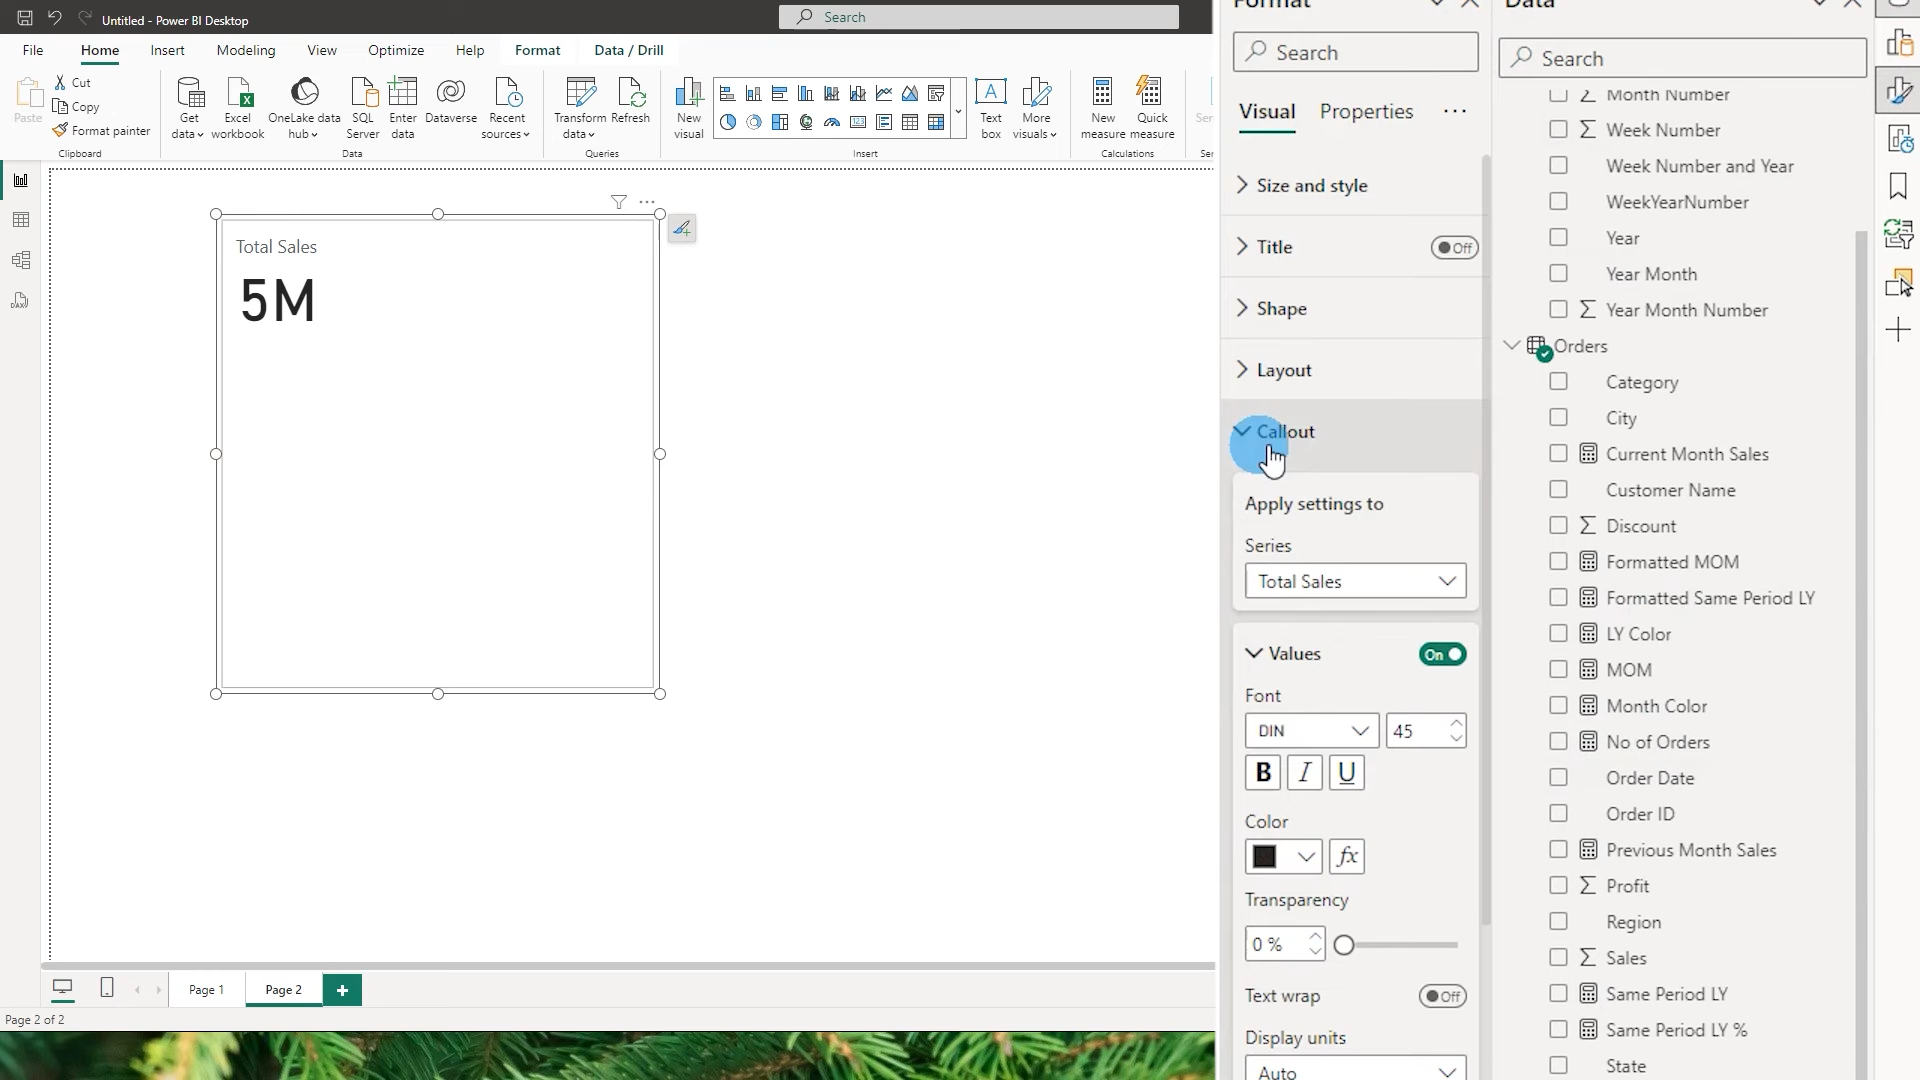 Untitled - Power BI Desktop
Search
File
Home
Insert
Modeling
View
Optimize
Help
Format
Data / Drill
Paste
Cut
Copy
Format painter
Clipboard
Get data
Excel workbook
OneLake data hub
SQL Server
Enter data
Dataverse
Recent sources
Data
Transform data
Refresh
Queries
New visual
Text box
More visuals
Insert
New measure
Quick measure
Calculations
Total Sales
5M
Page 1
Page 2
Page 2 of 2
Format
Search
Visual
Properties
Size and style
Title
Off
Shape
Layout
Callout
Apply settings to
Series
Total Sales
Values
On
Font
DIN
45
B
I
U
Color
fx
Transparency
0 %
Text wrap
Off
Display units
Auto
Data
Search
Month Number
Week Number
Week Number and Year
WeekYearNumber
Year
Year Month
Year Month Number
Orders
Category
City
Current Month Sales
Customer Name
Discount
Formatted MOM
Formatted Same Period LY
LY Color
MOM
Month Color
No of Orders
Order Date
Order ID
Previous Month Sales
Profit
Region
Sales
Same Period LY
Same Period LY %
State